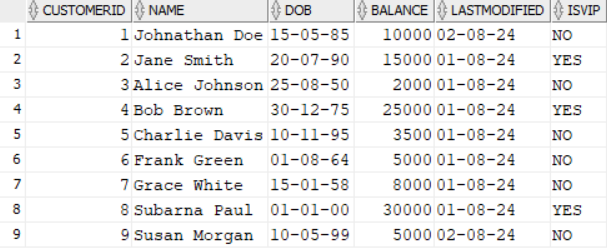 CUSTOMERID NAME DOB BALANCE LASTMODIFIED ISVIP
1 1 Johnathan Doe 15-05-85 10000 02-08-24 NO
2 2 Jane Smith 20-07-90 15000 01-08-24 YES
3 3 Alice Johnson 25-08-50 2000 01-08-24 NO
4 4 Bob Brown 30-12-75 25000 01-08-24 YES
5 5 Charlie Davis 10-11-95 3500 01-08-24 NO
6 6 Frank Green 01-08-64 5000 01-08-24 NO
7 7 Grace White 15-01-58 8000 01-08-24 NO
8 8 Subarna Paul 01-01-00 30000 01-08-24 YES
9 9 Susan Morgan 10-05-99 5000 02-08-24 NO